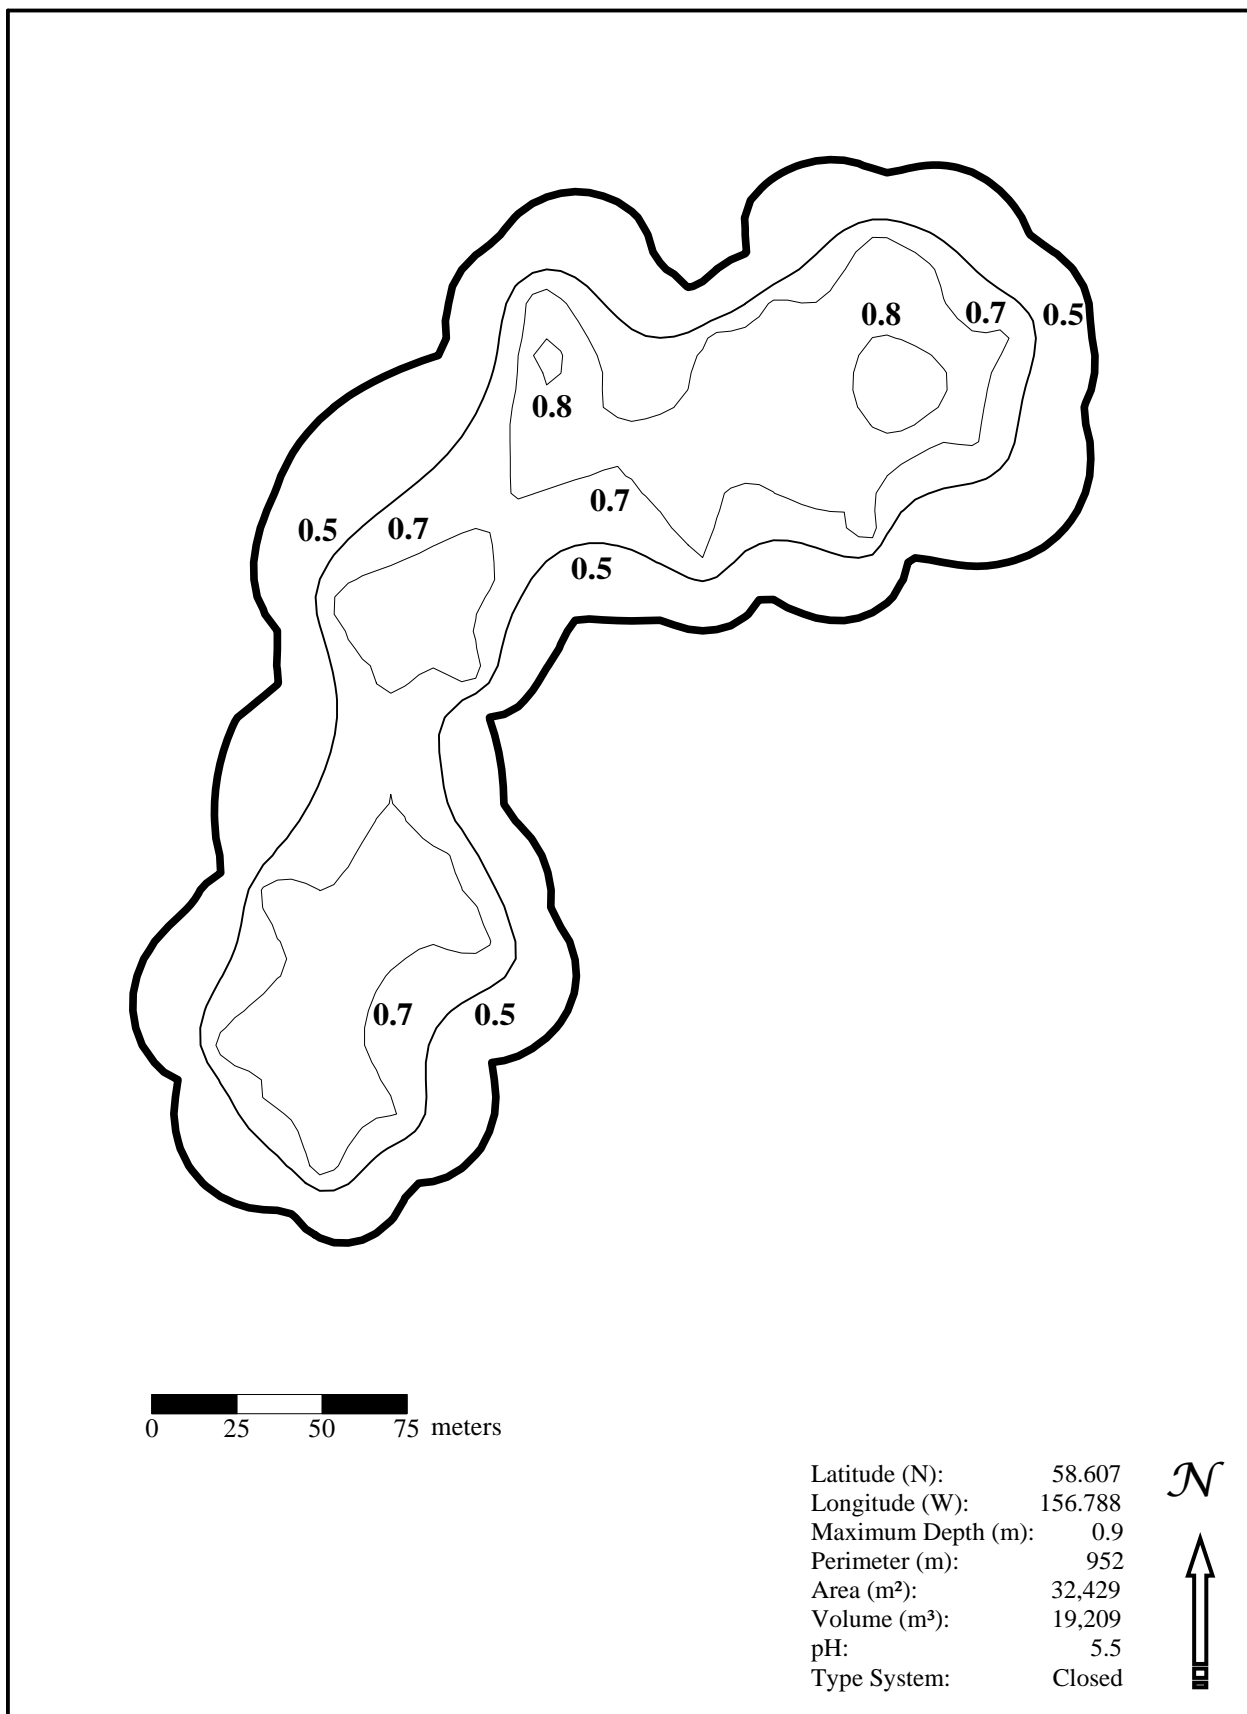 0.8
0.7
0.5
0.8
0.7
0.5
0.7
0.5
0.7
0.5
0 25 50 75 meters
Latitude (N): 58.607
Longitude (W): 156.788
Maximum Depth (m): 0.9
Perimeter (m): 952
Area (m²): 32,429
Volume (m³): 19,209
pH: 5.5
Type System: Closed
N